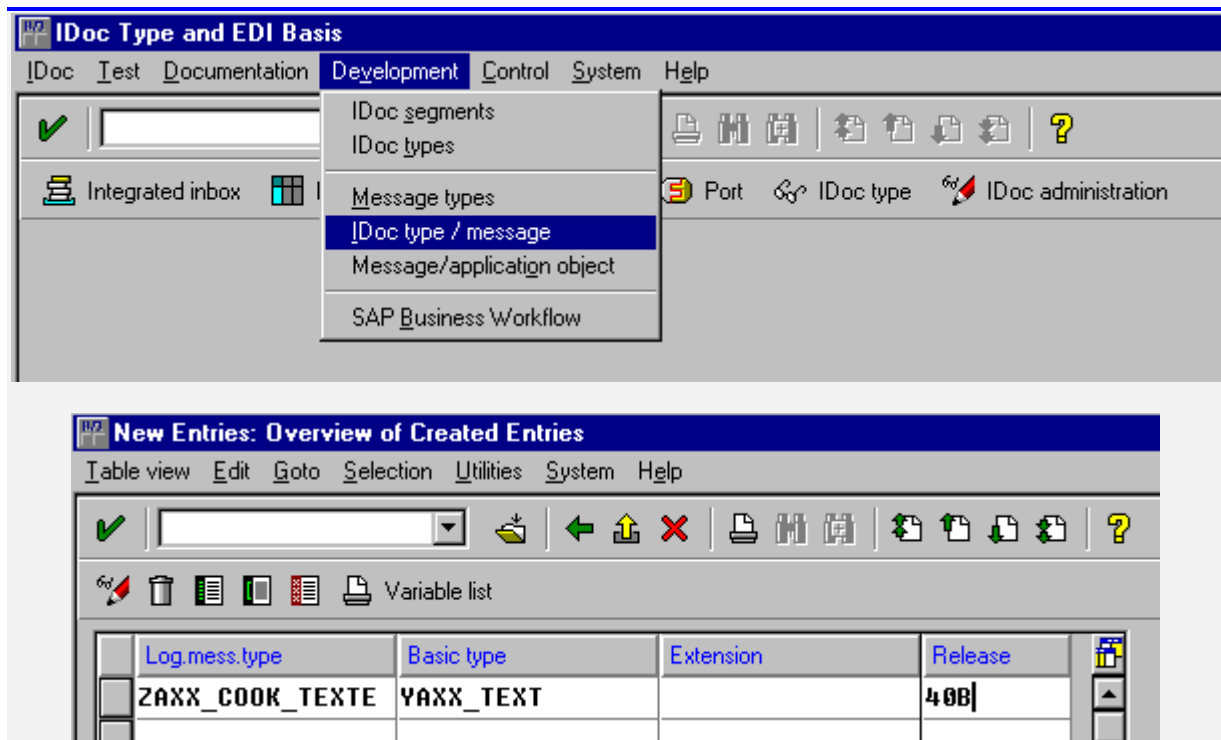 IDoc Type and EDI Basis
IDoc Test Documentation Development Control System Help
IDoc segments
IDoc types
Integrated inbox Port IDoc type IDoc administration
Message types
IDoc type / message
Message/application object
SAP Business Workflow
New Entries: Overview of Created Entries
Table view Edit Goto Selection Utilities System Help
Variable list
Log.mess.type Basic type Extension Release
ZAXX_COOK_TEXTE YAXX_TEXT 40B